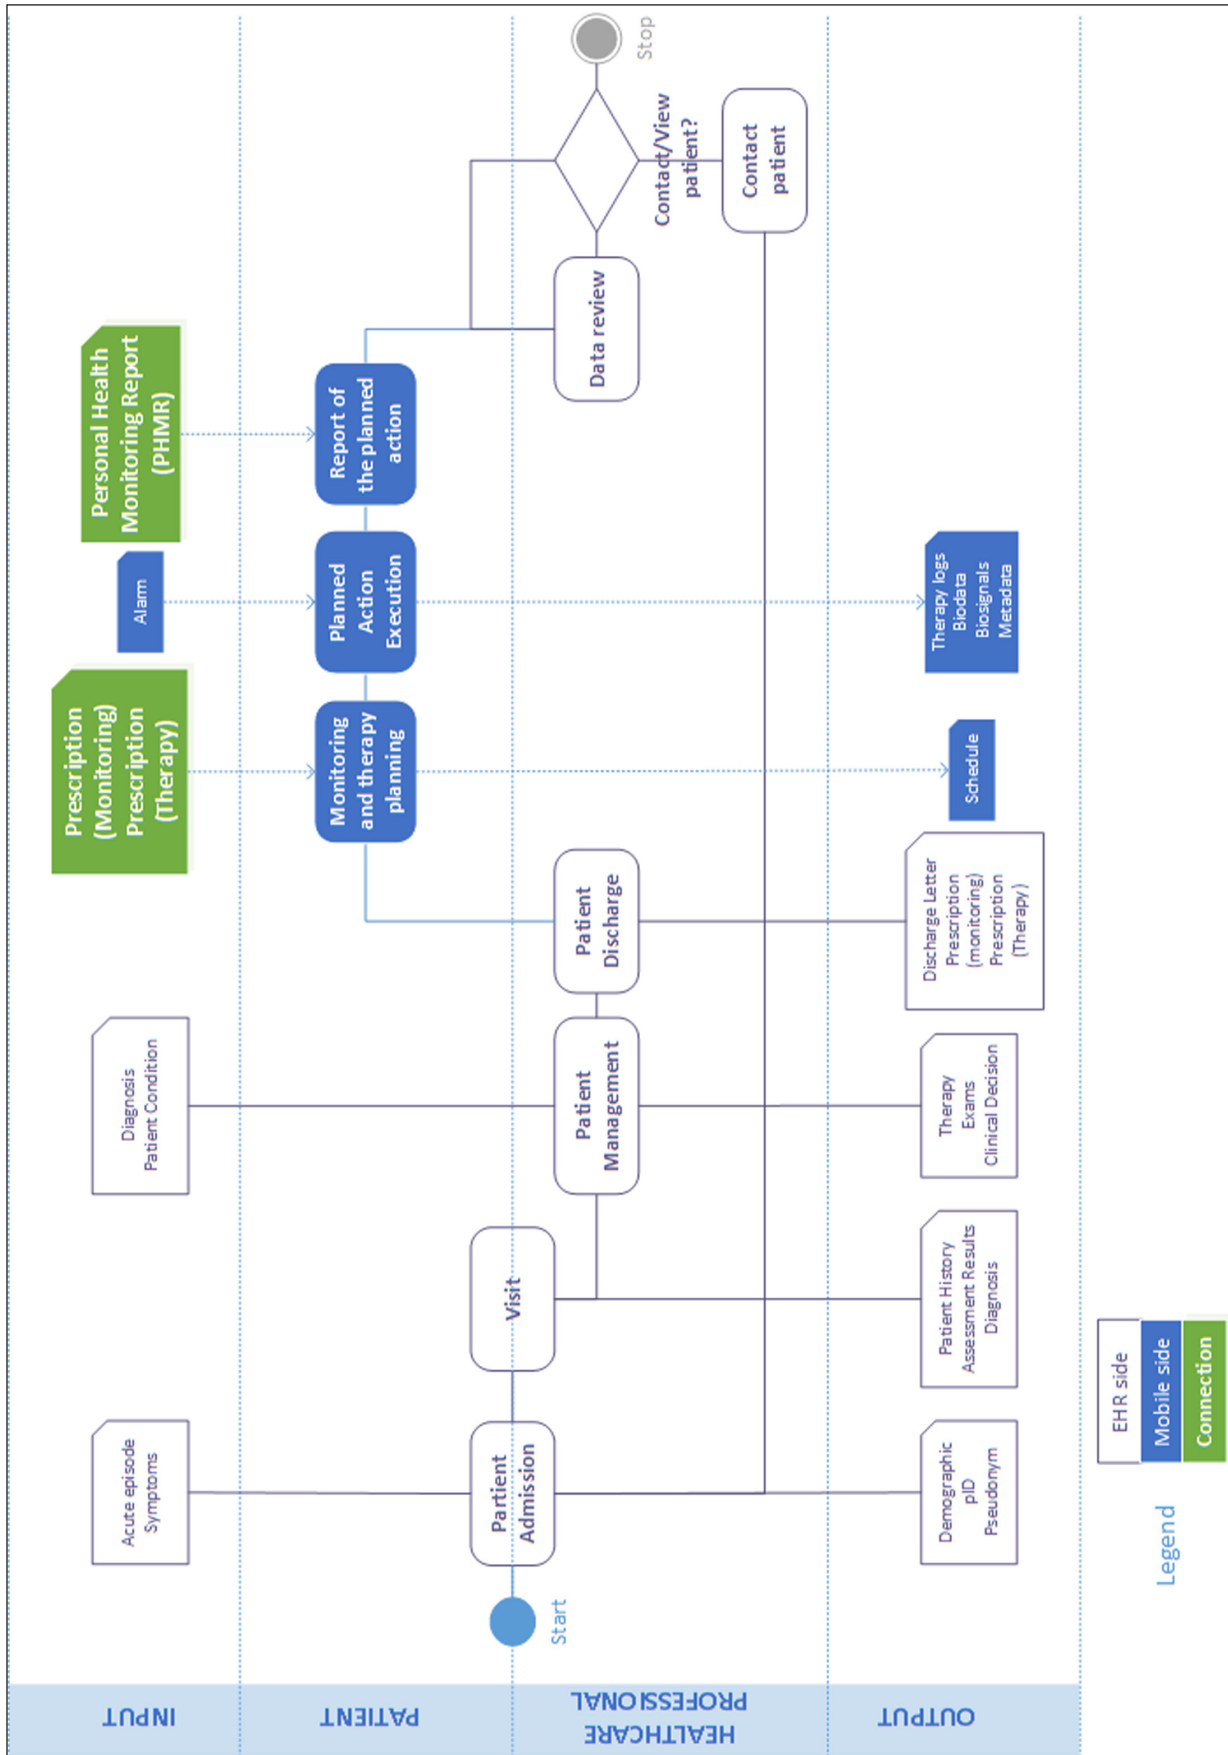 INPUT
PATIENT
HEALTHCARE
PROFESSIONAL
OUTPUT
Acute episode
Symptoms
Diagnosis
Patient Condition
Prescription
(Monitoring)
Prescription
(Therapy)
Alarm
Personal Health
Monitoring Report
(PHMR)
Start
Partient
Admission
Visit
Monitoring
and therapy
planning
Planned
Action
Execution
Report of
the planned
action
Patient
Management
Patient
Discharge
Data review
Contact/View
patient?
Stop
Contact
patient
Demographic
pID
Pseudonym
Patient History
Assessment Results
Diagnosis
Therapy
Exams
Clinical Decision
Discharge Letter
Prescription
(monitoring)
Prescription
(Therapy)
Schedule
Therapy logs
Biodata
Biosignals
Metadata
Legend
EHR side
Mobile side
Connection